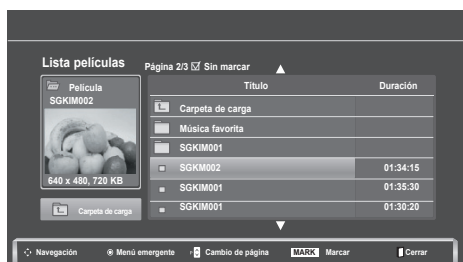 Lista películas
Página 2/3 Sin marcar
Película
SGKIM002
640 x 480, 720 KB
Carpeta de carga
Título Duración
Carpeta de carga
Música favorita
SGKIM001
SGKM002 01:34:15
SGKIM001 01:35:30
SGKIM001 01:30:20
Navegación Menú emergente P Cambio de página MARK Marcar Cerrar